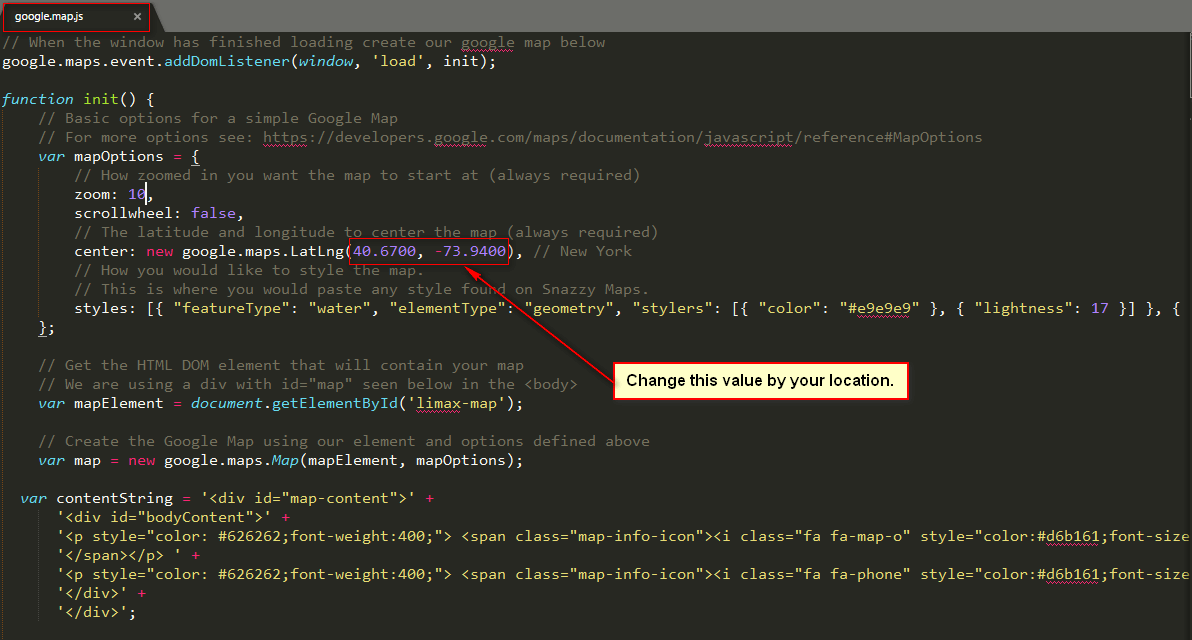 google.map.js ×
// When the window has finished loading create our google map below
google.maps.event.addDomListener(window, 'load', init);
function init() {
// Basic options for a simple Google Map
// For more options see: https://developers.google.com/maps/documentation/javascript/reference#MapOptions
var mapOptions = {
// How zoomed in you want the map to start at (always required)
zoom: 10,
scrollwheel: false,
// The latitude and longitude to center the map (always required)
center: new google.maps.LatLng(40.6700, -73.9400), // New York
// How you would like to style the map.
// This is where you would paste any style found on Snazzy Maps.
styles: [{ "featureType": "water", "elementType": "geometry", "stylers": [{ "color": "#e9e9e9" }, { "lightness": 17 }] }, {
};
Change this value by your location.
// Get the HTML DOM element that will contain your map
// We are using a div with id="map" seen below in the <body>
var mapElement = document.getElementById('limax-map');
// Create the Google Map using our element and options defined above
var map = new google.maps.Map(mapElement, mapOptions);
var contentString = '<div id="map-content">' +
'<div id="bodyContent">' +
'<p style="color: #626262;font-weight:400;"> <span class="map-info-icon"><i class="fa fa-map-o" style="color:#d6b161;font-size
'</span></p> ' +
'<p style="color: #626262;font-weight:400;"> <span class="map-info-icon"><i class="fa fa-phone" style="color:#d6b161;font-size
'</div>' +
'</div>';